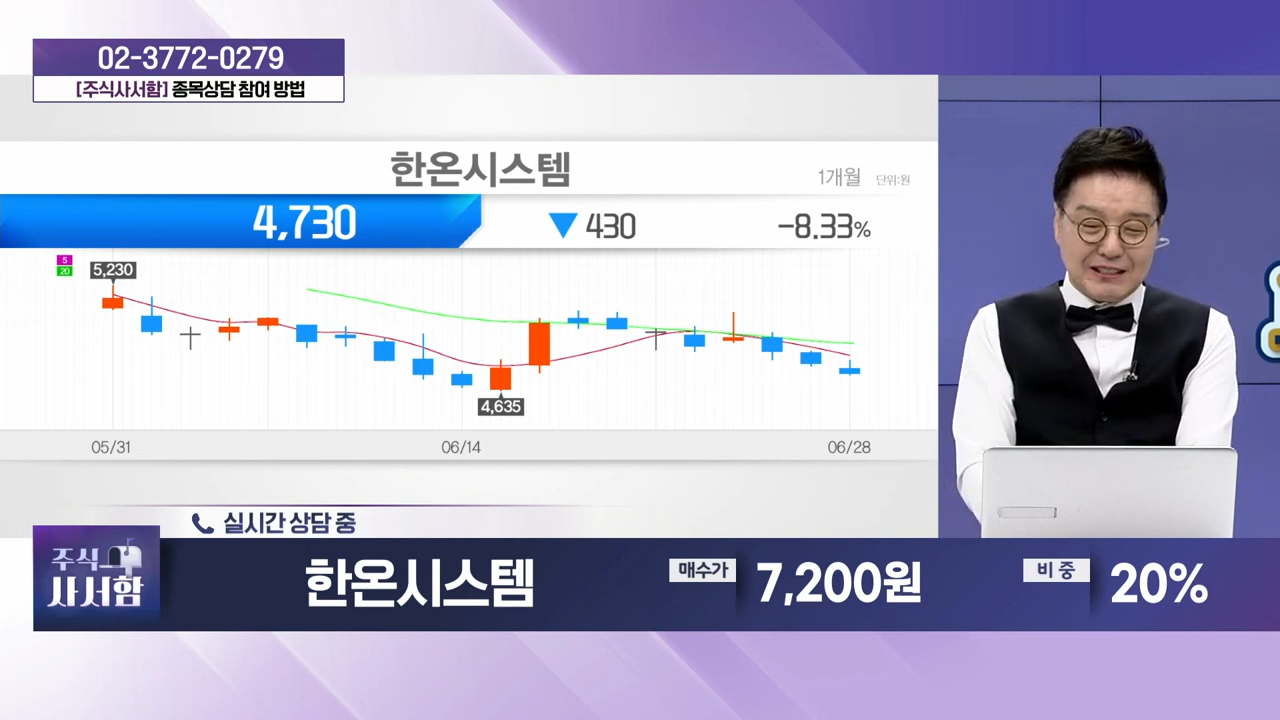 02-3772-0279
[주식사서함] 종목상담 참여 방법
한온시스템
1개월 단위:원
4,730 ▼ 430 -8.33%
5
20
5,230
4,635
05/31 06/14 06/28
실시간 상담 중
주식
사서함
한온시스템 매수가 7,200원 비중 20%